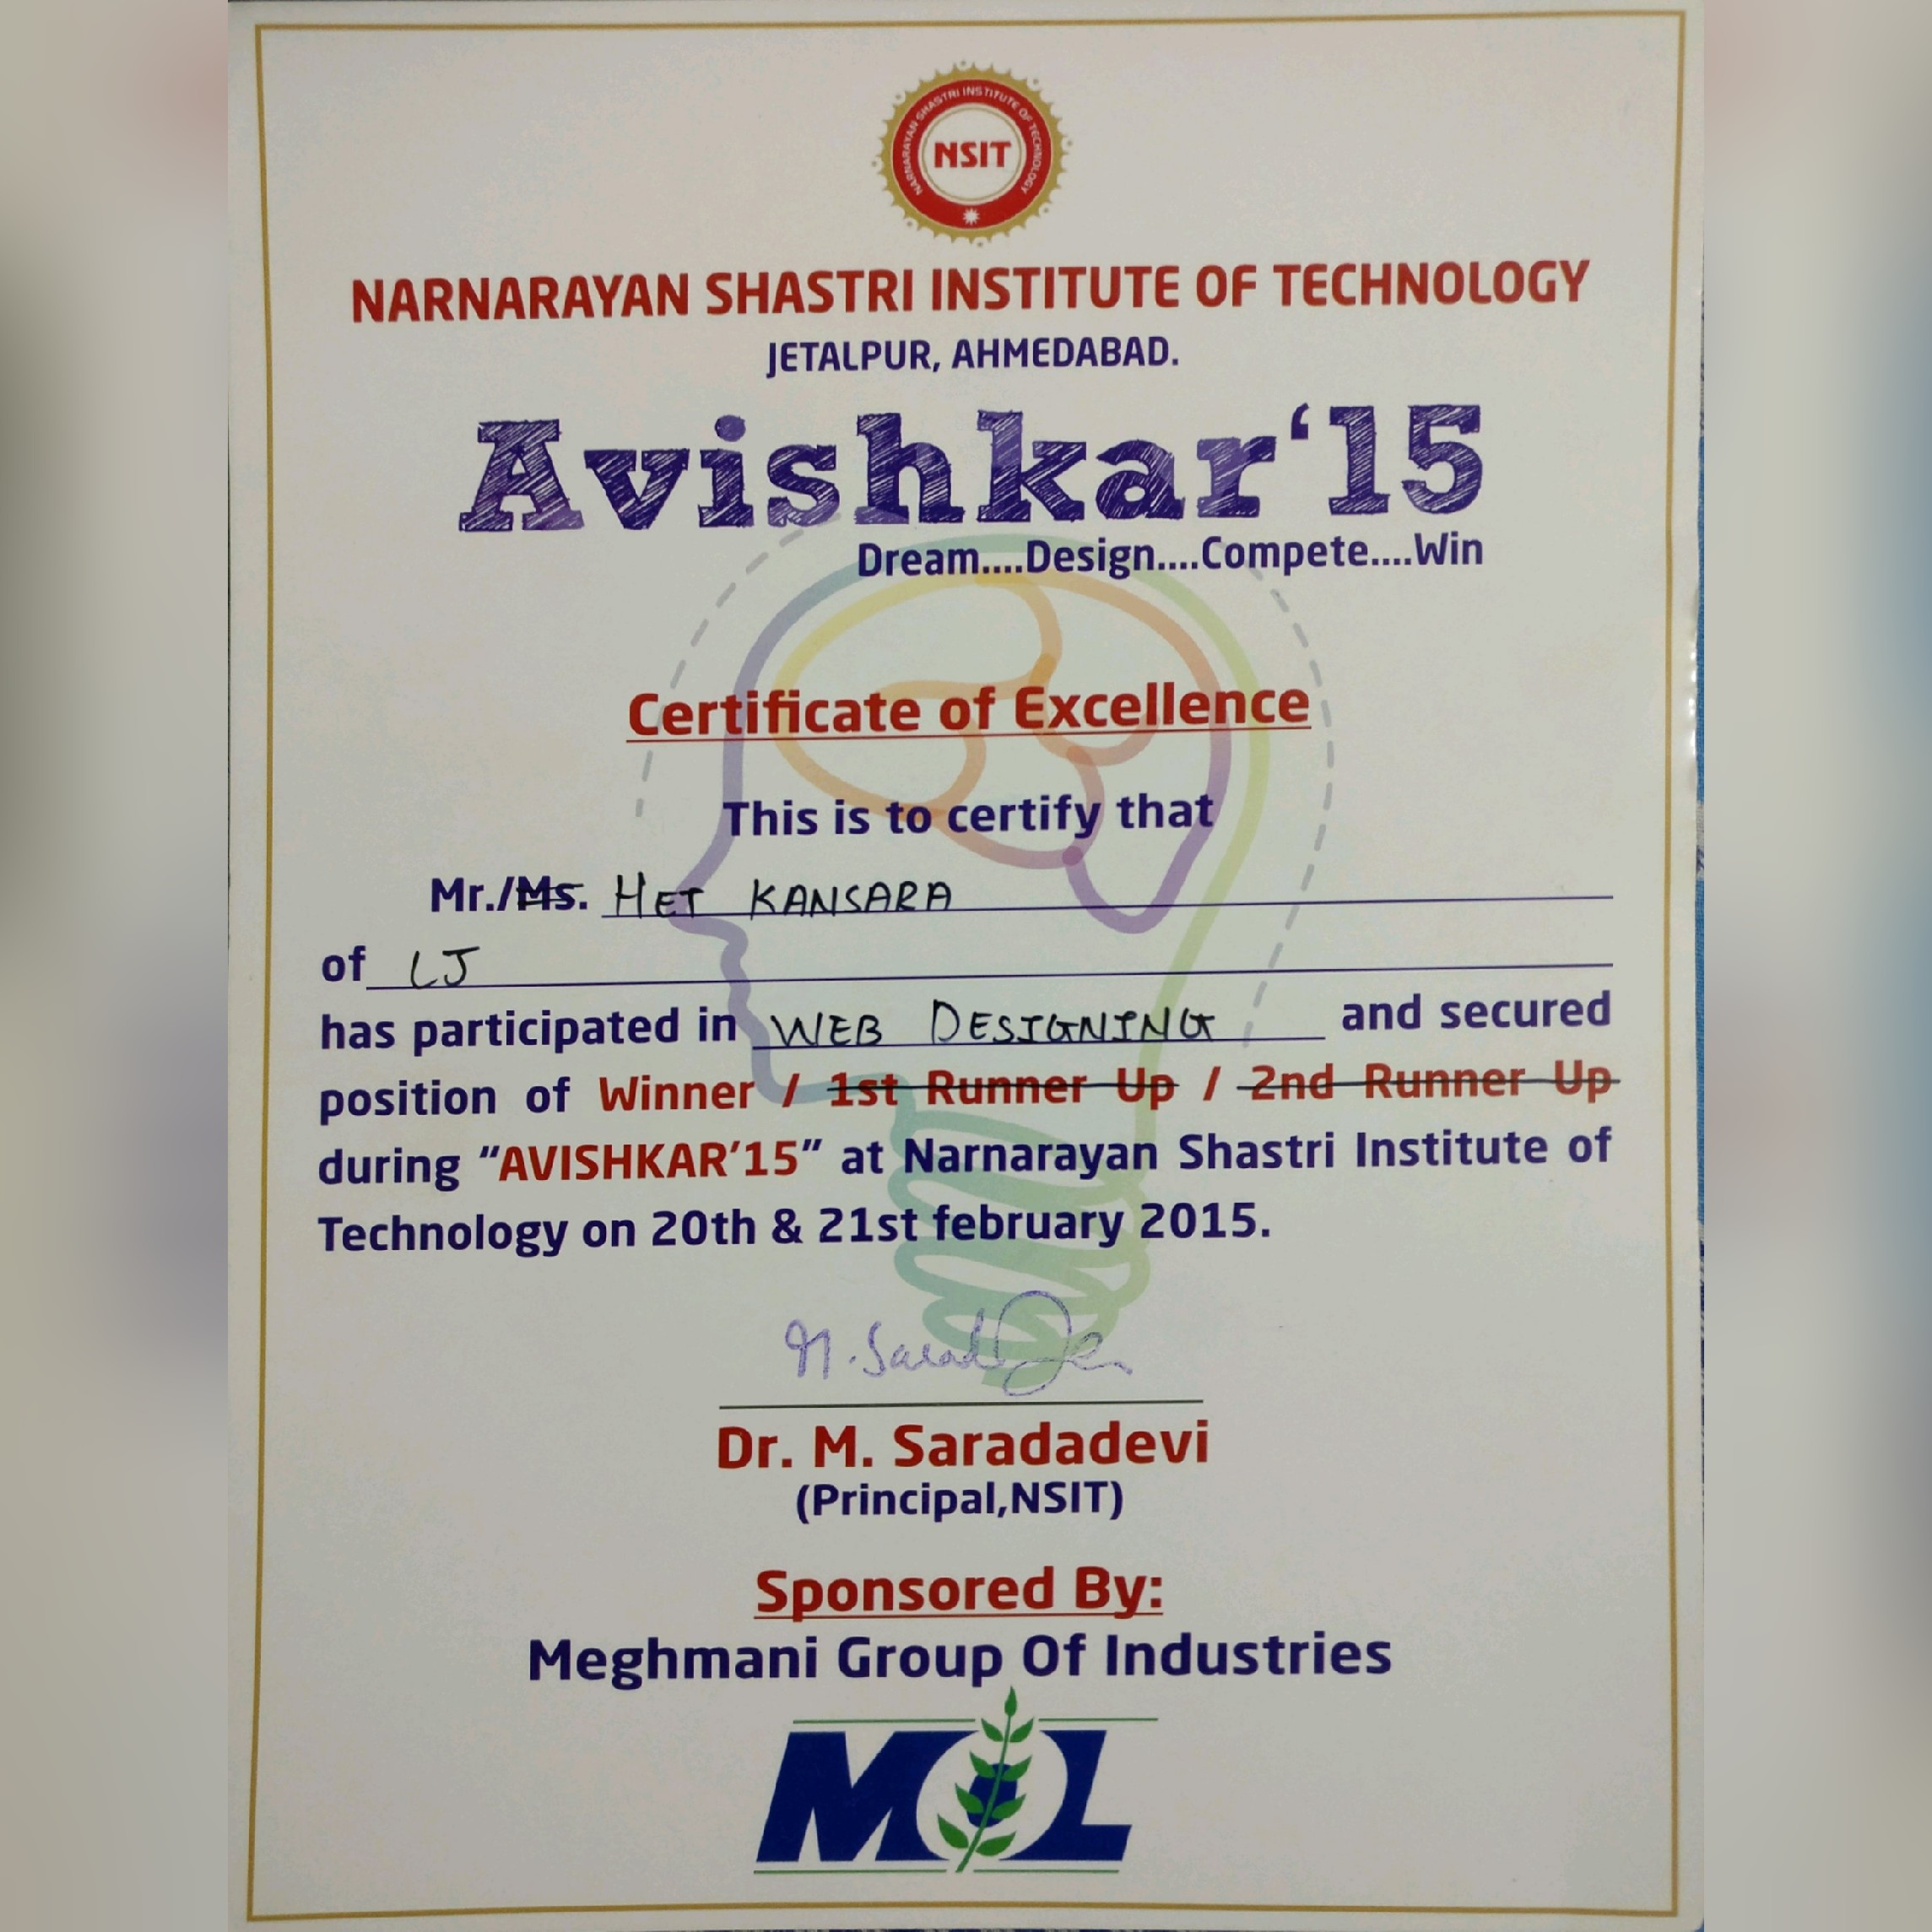 NARNARAYAN SHASTRI INSTITUTE OF TECHNOLOGY
NSIT
NARNARAYAN SHASTRI INSTITUTE OF TECHNOLOGY
JETALPUR, AHMEDABAD.
Avishkar‘15
Dream....Design....Compete....Win
Certificate of Excellence
This is to certify that
Mr./Ms. HET KANSARA
of LJ
has participated in WEB DESIGNING and secured
position of Winner / 1st Runner Up / 2nd Runner Up
during “AVISHKAR’15” at Narnarayan Shastri Institute of
Technology on 20th & 21st february 2015.
Dr. M. Saradadevi
(Principal,NSIT)
Sponsored By:
Meghmani Group Of Industries
MOL